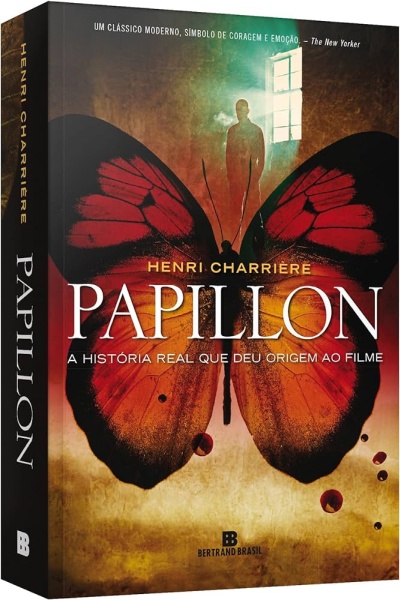 UM CLÁSSICO MODERNO, SÍMBOLO DE CORAGEM E EMOÇÃO. – The New Yorker
HENRI CHARRIÈRE
PAPILLON
A HISTÓRIA REAL QUE DEU ORIGEM AO FILME
B
BERTRAND BRASIL
HENRI CHARRIÈRE
PAPILLON
B